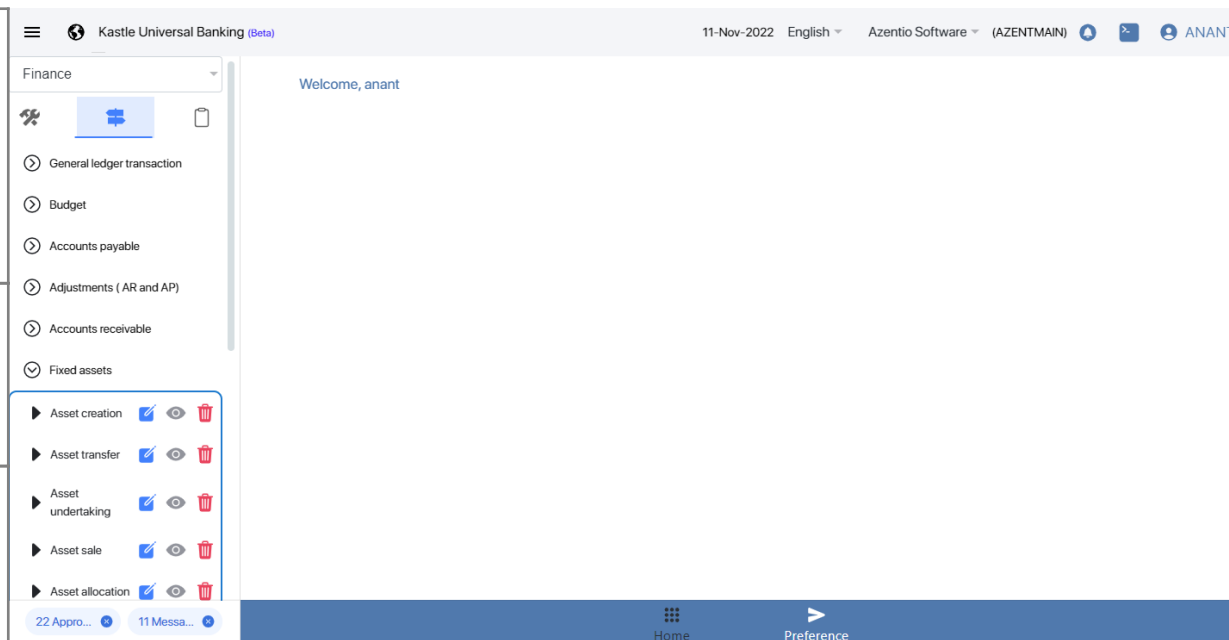 Kastle Universal Banking (Beta)
11-Nov-2022 English Azentio Software (AZENTMAIN) ANANT
Finance
Welcome, anant
General ledger transaction
Budget
Accounts payable
Adjustments ( AR and AP)
Accounts receivable
Fixed assets
Asset creation
Asset transfer
Asset
undertaking
Asset sale
Asset allocation
22 Appro...
11 Messa...
Home
Preference